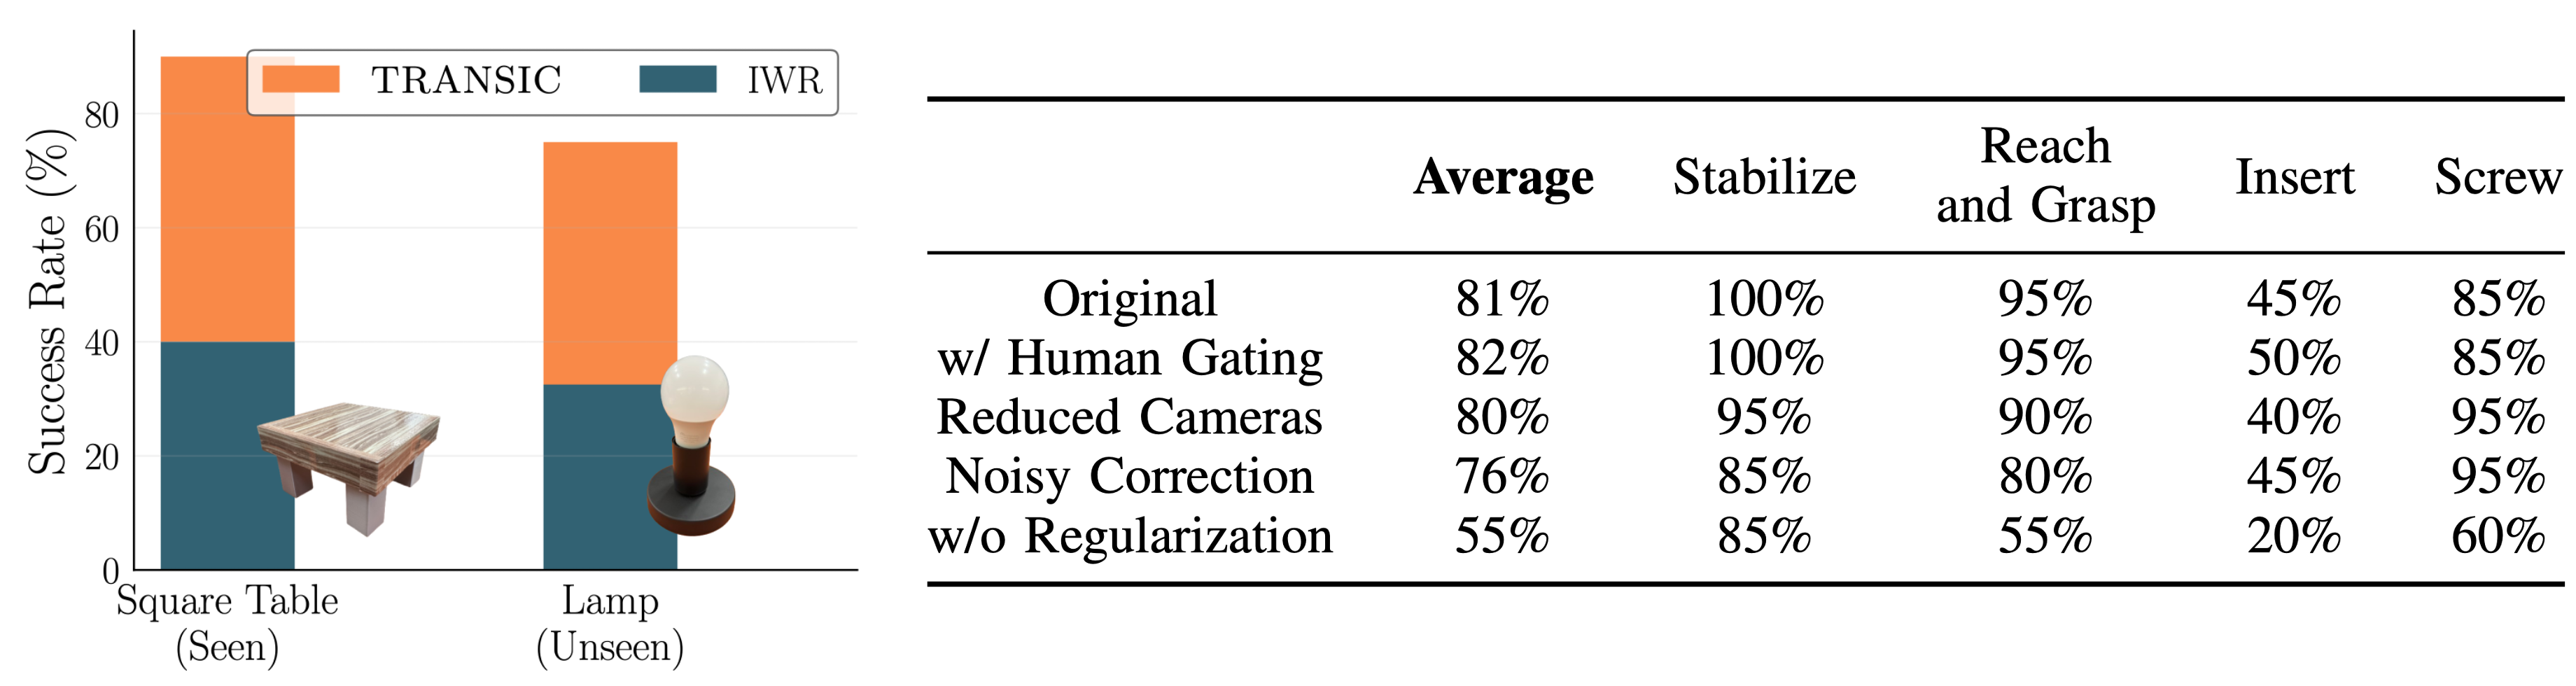 TRANSIC IWR
Success Rate (%)
80
60
40
20
0
Square Table
(Seen)
Lamp
(Unseen)
Average Stabilize Reach and Grasp Insert Screw
Original 81% 100% 95% 45% 85%
w/ Human Gating 82% 100% 95% 50% 85%
Reduced Cameras 80% 95% 90% 40% 95%
Noisy Correction 76% 85% 80% 45% 95%
w/o Regularization 55% 85% 55% 20% 60%